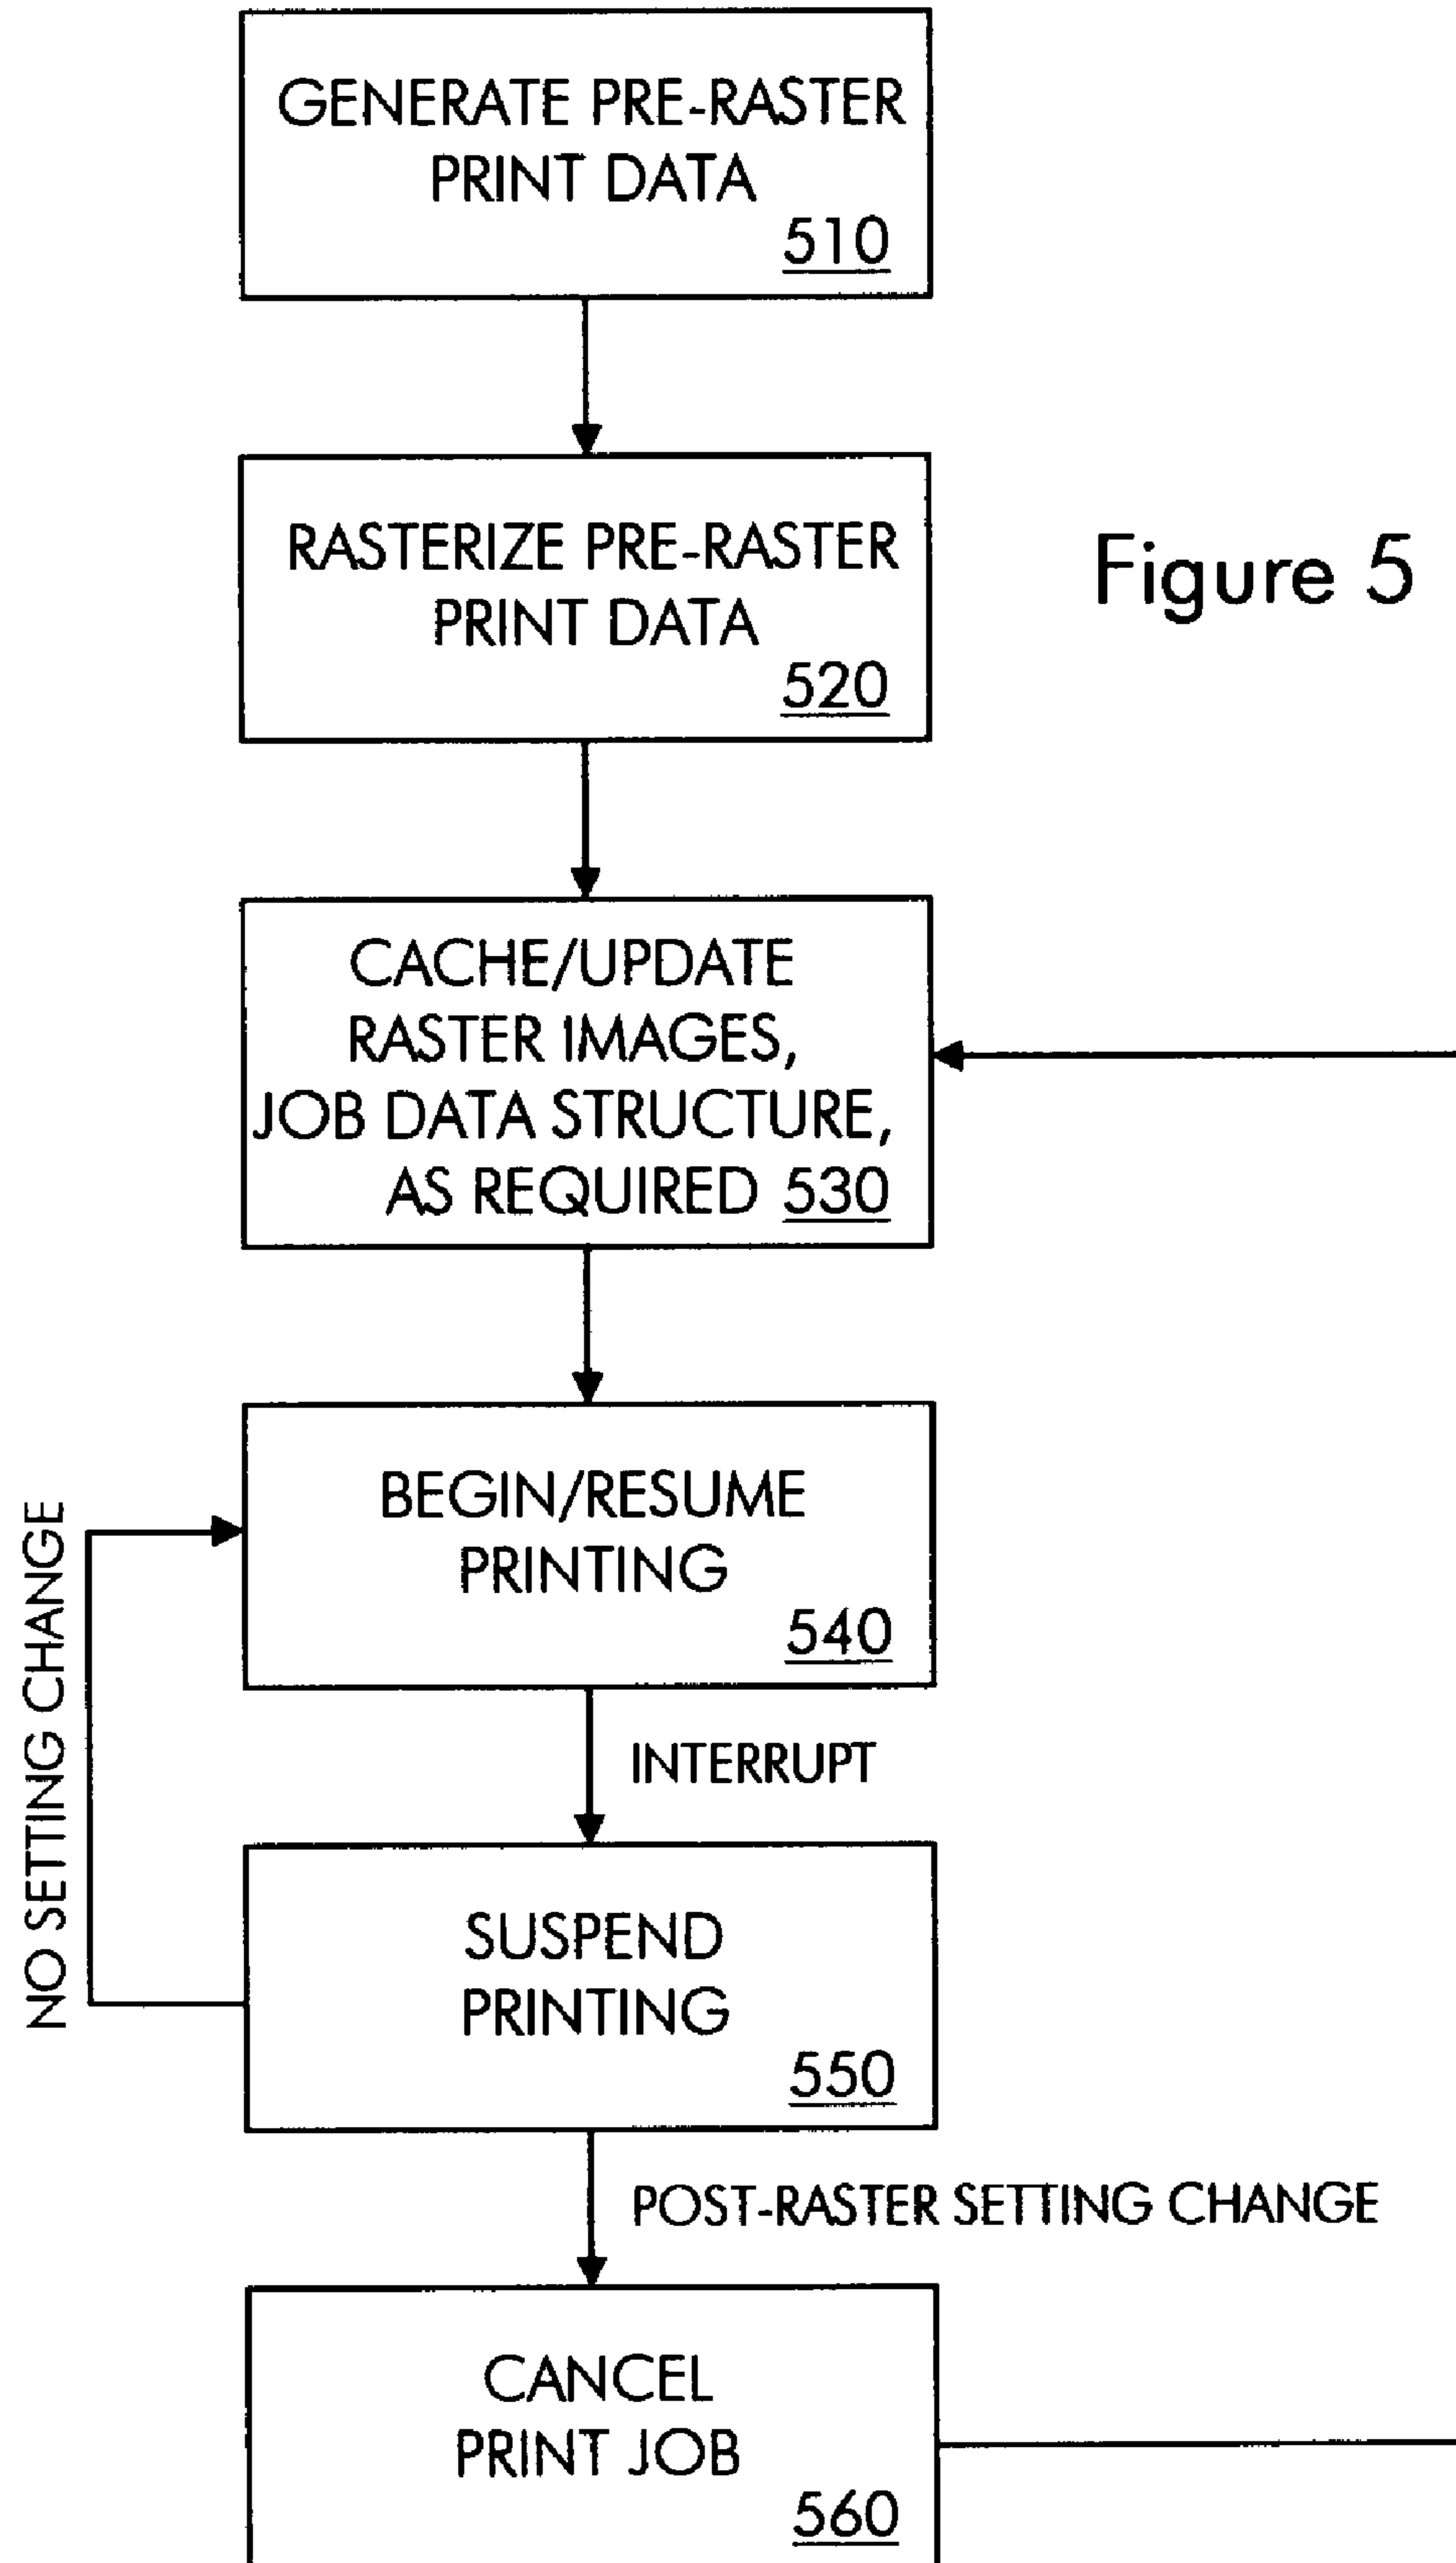 GENERATE PRE-RASTER
PRINT DATA
510
RASTERIZE PRE-RASTER
PRINT DATA
520
Figure 5
CACHE/UPDATE
RASTER IMAGES,
JOB DATA STRUCTURE,
AS REQUIRED 530
BEGIN/RESUME
PRINTING
540
NO SETTING CHANGE
INTERRUPT
SUSPEND
PRINTING
550
POST-RASTER SETTING CHANGE
CANCEL
PRINT JOB
560